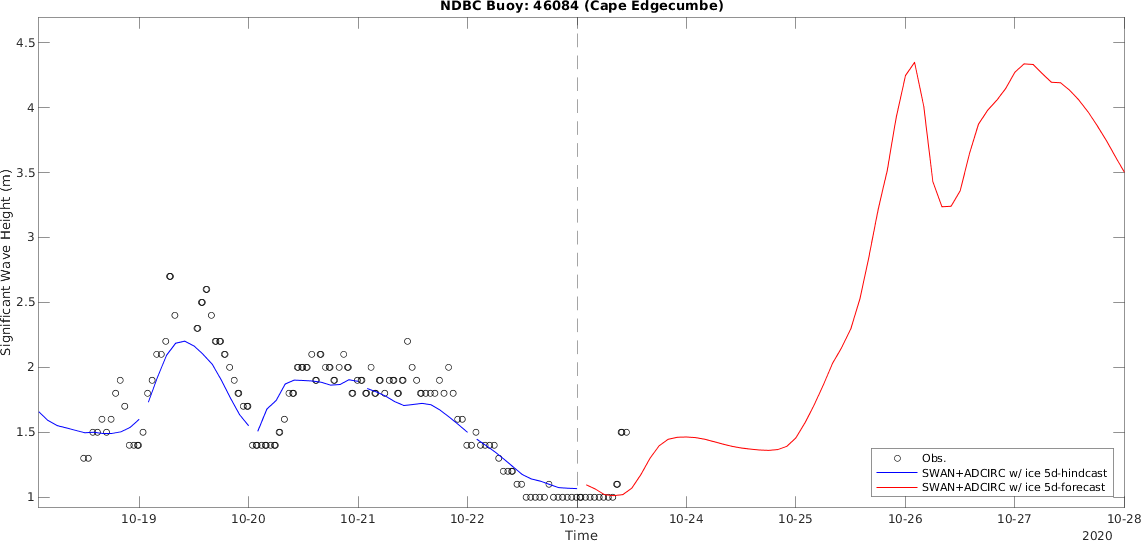 NDBC Buoy: 46084 (Cape Edgecumbe)
4.5
4
3.5
3
2.5
2
1.5
1
Significant Wave Height (m)
Obs.
SWAN+ADCIRC w/ ice 5d-hindcast
SWAN+ADCIRC w/ ice 5d-forecast
10-19 10-20 10-21 10-22 10-23 10-24 10-25 10-26 10-27 10-28
Time
2020